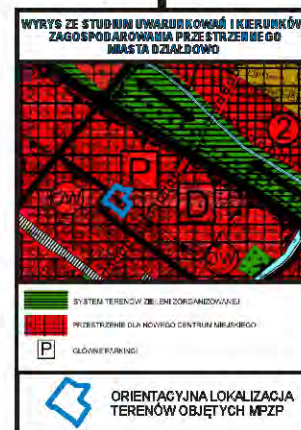 WYRYS ZE STUDIUM UWARUNKOWAŃ I KIERUNKÓW
ZAGOSPODAROWANIA PRZESTRZENNEGO
MIASTA DZIAŁDOWO
2
P
D
SYSTEM TERENÓW ZIELENI ZORGANIZOWANEJ
PRZESTRZENIE DLA NOWEGO CENTRUM MIEJSKIEGO
P
GŁÓWNE PARKINGI
ORIENTACYJNA LOKALIZACJA
TERENÓW OBJĘTYCH MPZP